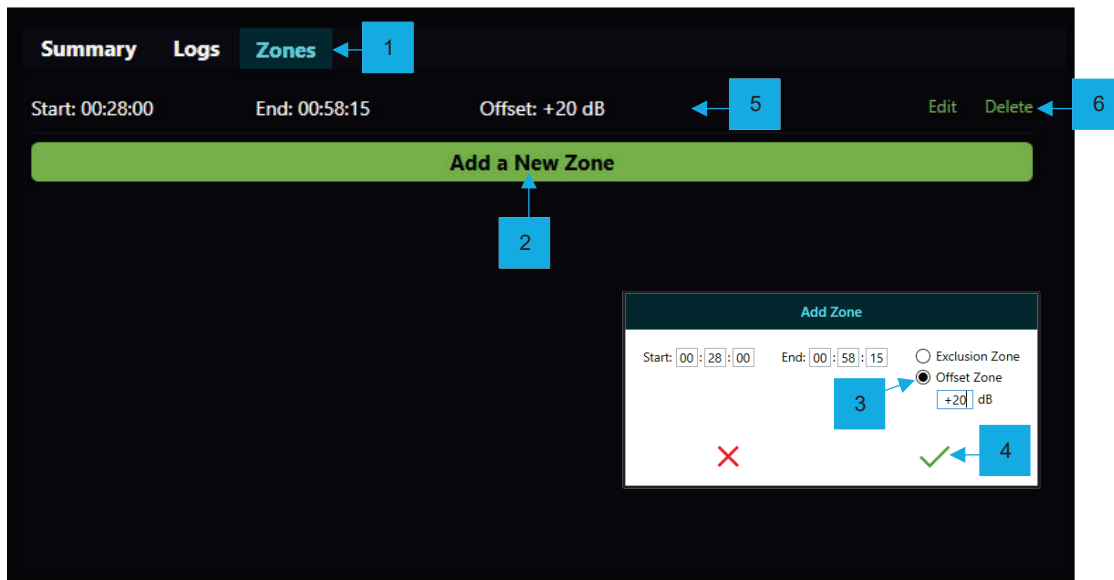 Summary Logs Zones 1
Start: 00:28:00 End: 00:58:15 Offset: +20 dB 5 Edit Delete 6
Add a New Zone
2
Add Zone
Start: 00 : 28 : 00 End: 00 : 58 : 15 Exclusion Zone
Offset Zone
3 +20 dB
4